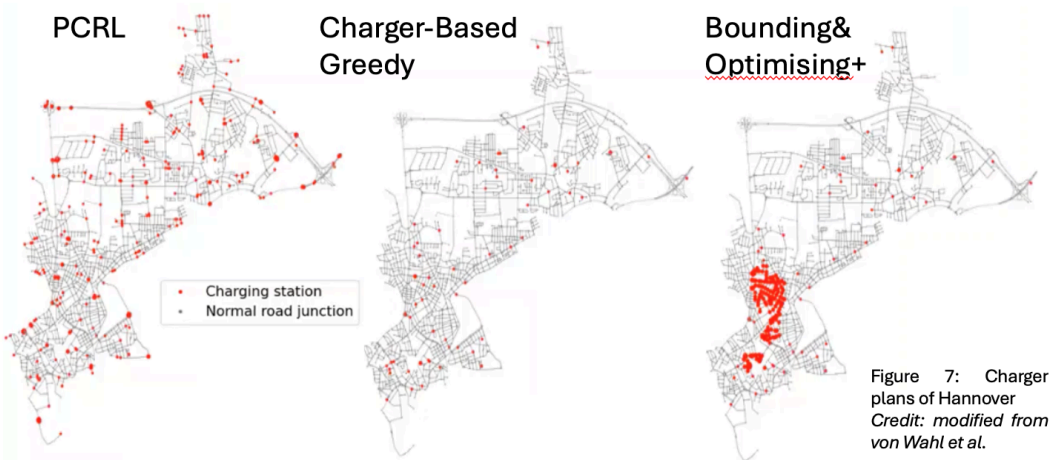 PCRL
Charger-Based
Greedy
Bounding&
Optimising+
Charging station
Normal road junction
Figure 7: Charger
plans of Hannover
Credit: modified from
von Wahl et al.